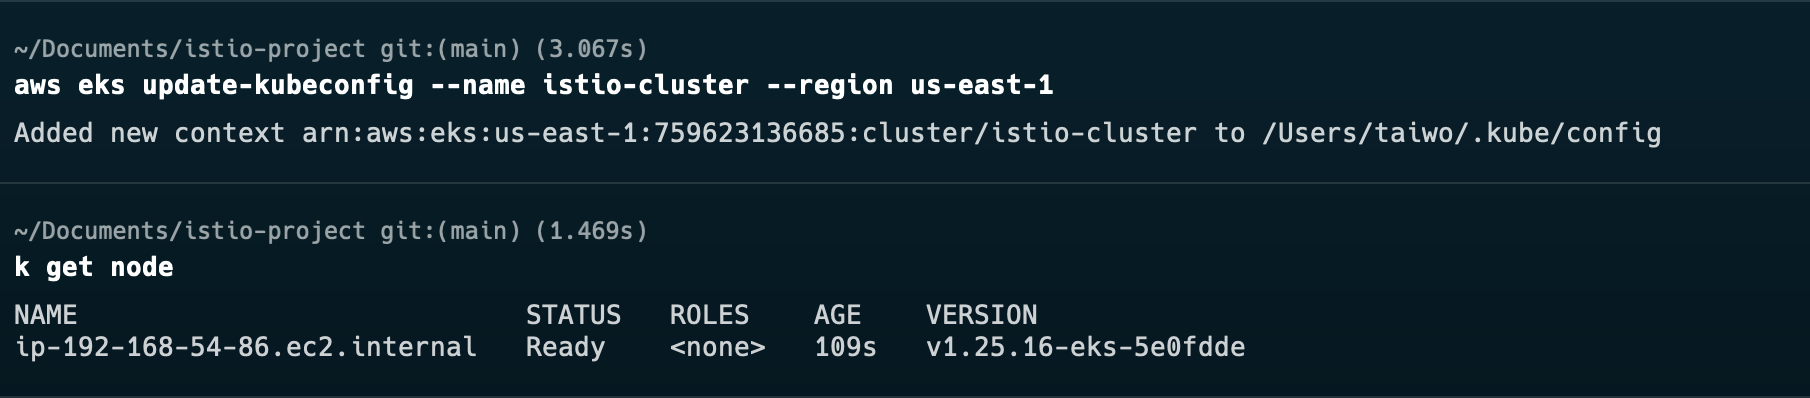 ~/Documents/istio-project git:(main) (3.067s)
aws eks update-kubeconfig --name istio-cluster --region us-east-1
Added new context arn:aws:eks:us-east-1:759623136685:cluster/istio-cluster to /Users/taiwo/.kube/config
~/Documents/istio-project git:(main) (1.469s)
k get node
NAME STATUS ROLES AGE VERSION
ip-192-168-54-86.ec2.internal Ready <none> 109s v1.25.16-eks-5e0fdde